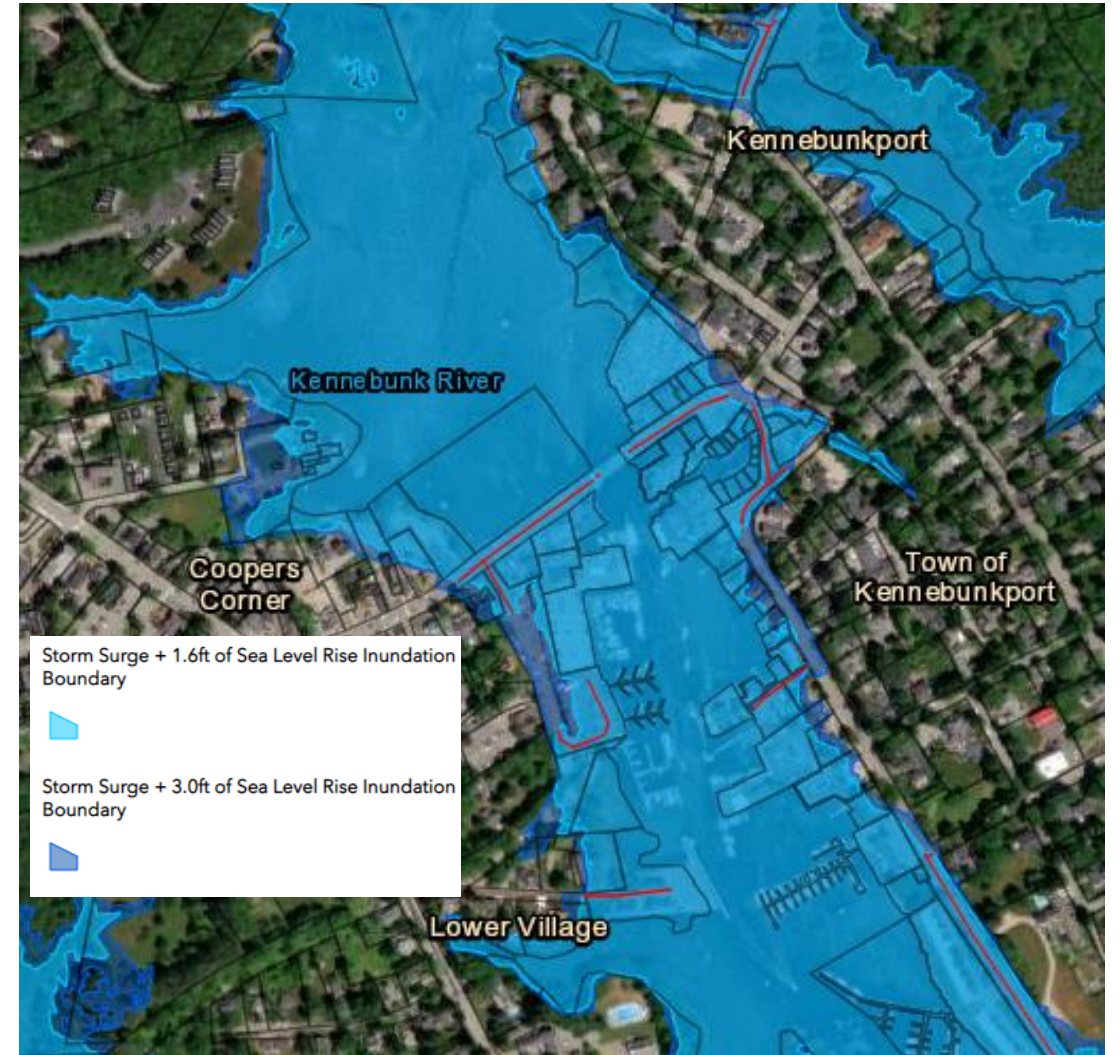 Kennebunkport
Kennebunk River
Coopers
Corner
Town of
Kennebunkport
Storm Surge + 1.6ft of Sea Level Rise Inundation
Boundary
Storm Surge + 3.0ft of Sea Level Rise Inundation
Boundary
Lower Village